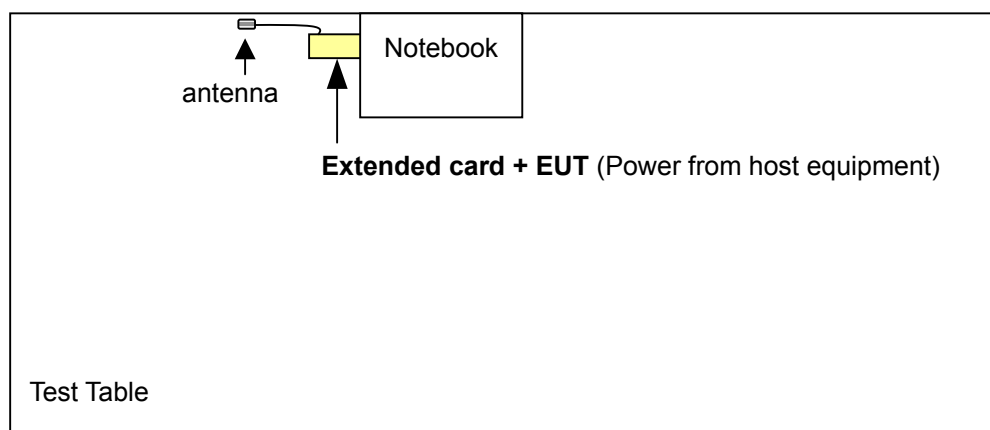 Notebook
antenna
Extended card + EUT (Power from host equipment)
Test Table